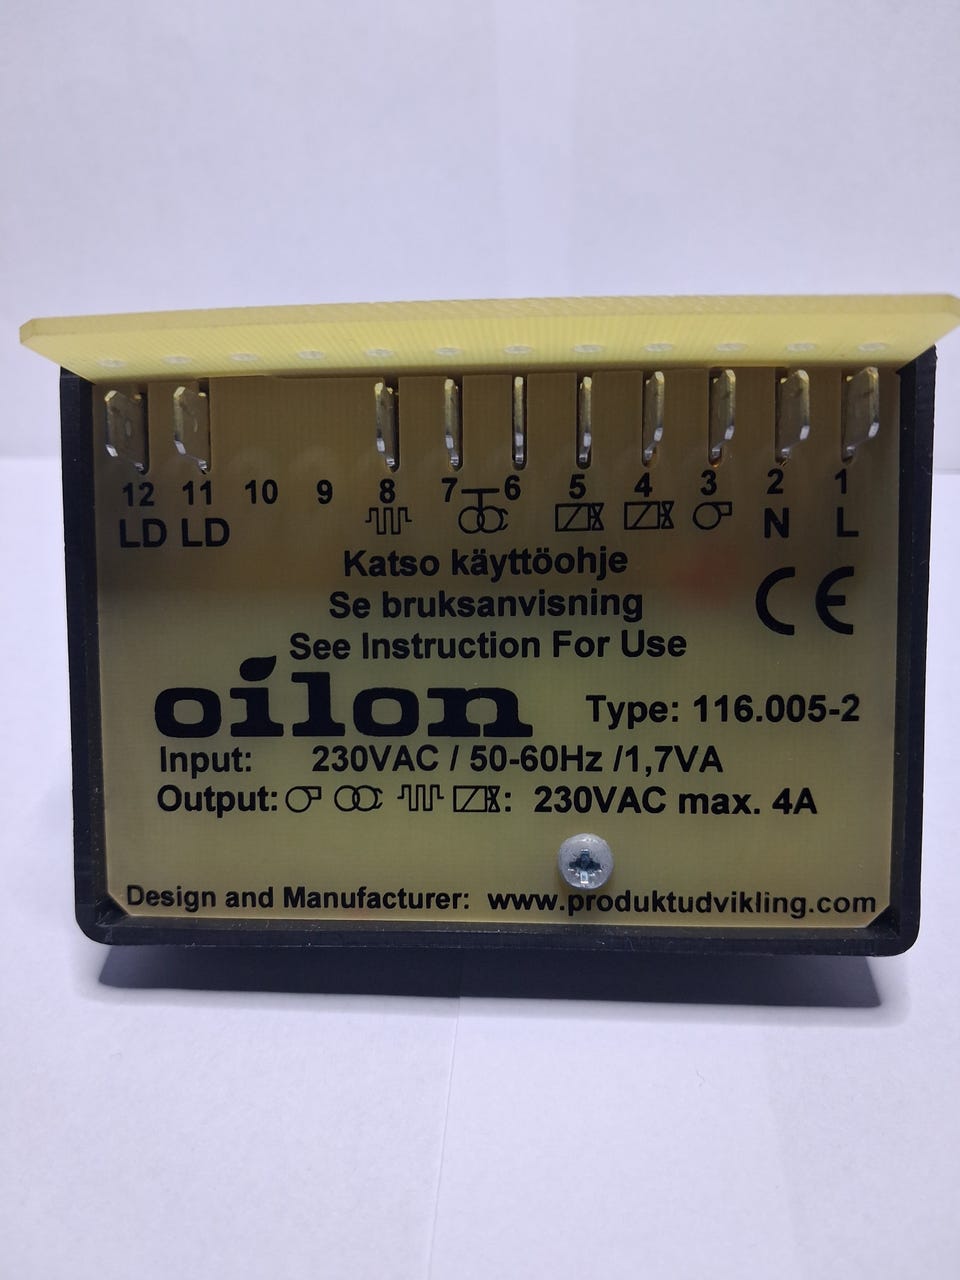 12 11 10 9 8 7 6 5 4 3 2 1
LD LD N L
Katso käyttöohje
Se bruksanvisning
See Instruction For Use
CE
oilon
Type: 116.005-2
Input: 230VAC / 50-60Hz /1,7VA
Output: : 230VAC max. 4A
Design and Manufacturer: www.produktudvikling.com